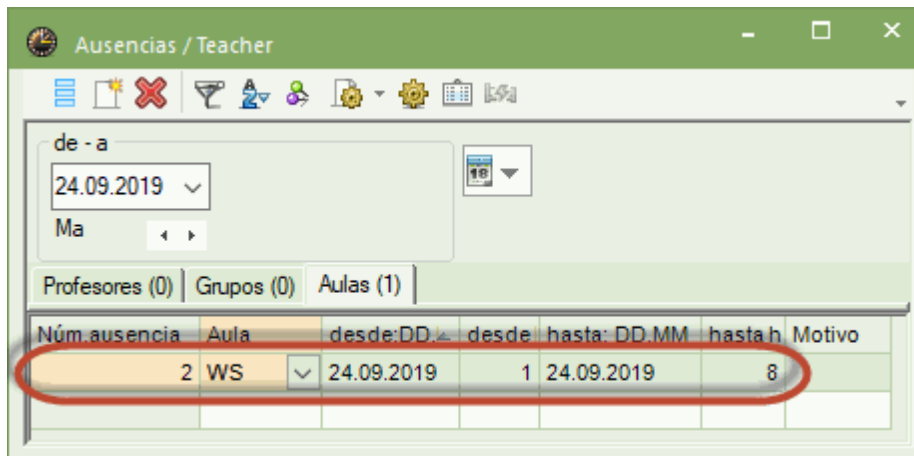 Ausencias / Teacher
de - a
24.09.2019
18
Ma
Profesores (0) Grupos (0) Aulas (1)
Núm.ausencia Aula desde:DD. desde hasta: DD.MM hasta h Motivo
2 WS 24.09.2019 1 24.09.2019 8